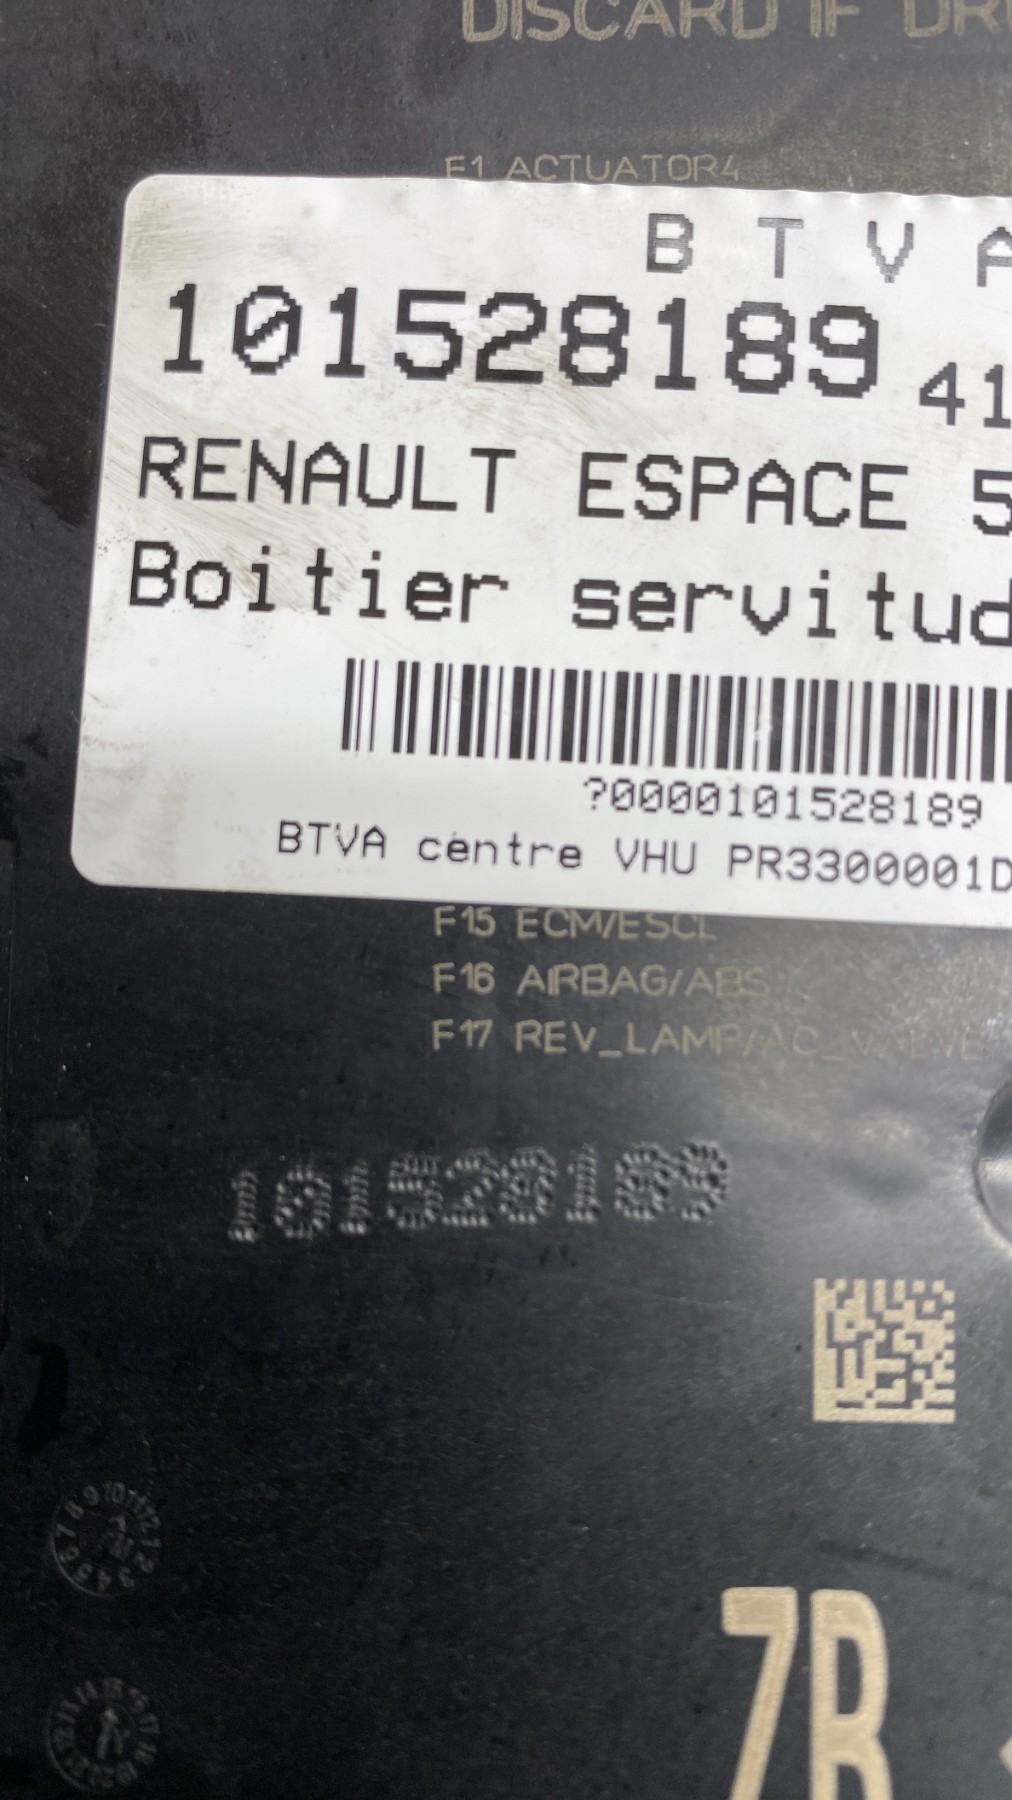 DISCARD IF DR
F1 ACTUATOR4
B T V A
101528189 41
RENAULT ESPACE 5
Boitier servitud
?0000101528189
BTVA centre VHU PR3300001D
F15 ECM/ESCL
F16 AIRBAG/ABS
F17 REV_LAMP/AC_VALVE
101528189
7B